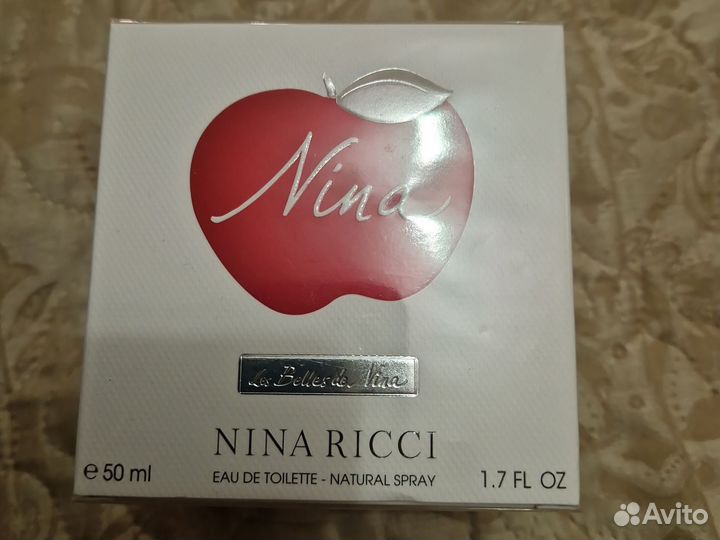 Nina
Les Belles de Nina
NINA RICCI
e 50 ml EAU DE TOILETTE - NATURAL SPRAY 1.7 FL OZ
Avito